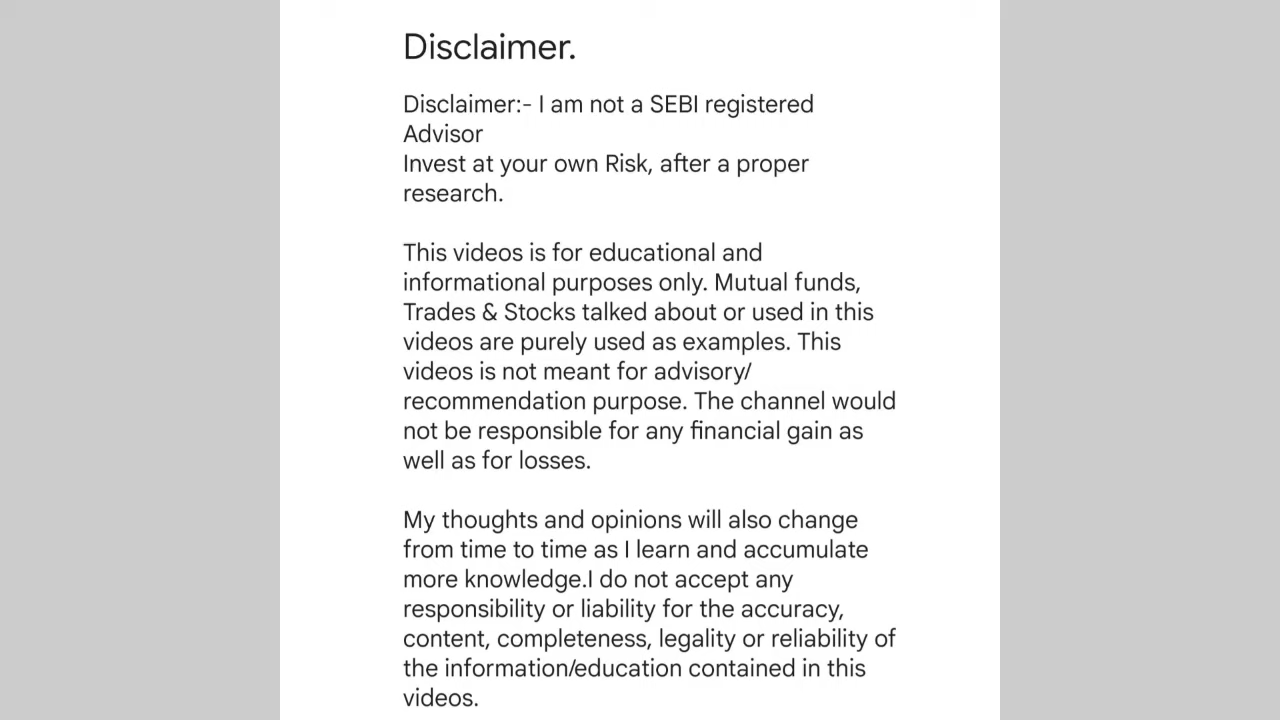 Disclaimer.
Disclaimer:- I am not a SEBI registered
Advisor
Invest at your own Risk, after a proper
research.
This videos is for educational and
informational purposes only. Mutual funds,
Trades & Stocks talked about or used in this
videos are purely used as examples. This
videos is not meant for advisory/
recommendation purpose. The channel would
not be responsible for any financial gain as
well as for losses.
My thoughts and opinions will also change
from time to time as I learn and accumulate
more knowledge.I do not accept any
responsibility or liability for the accuracy,
content, completeness, legality or reliability of
the information/education contained in this
videos.